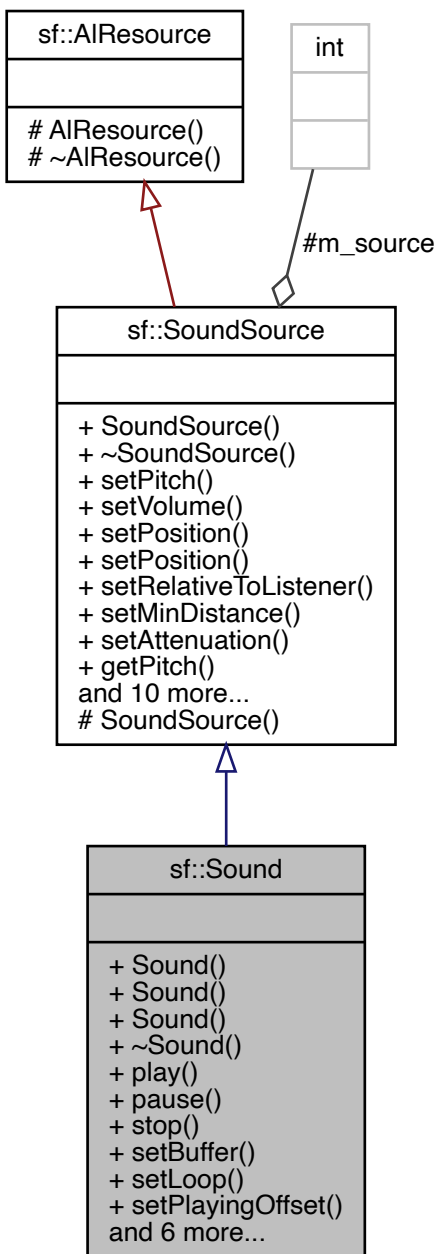 sf::AlResource
# AlResource()
# ~AlResource()
int
#m_source
sf::SoundSource
+ SoundSource()
+ ~SoundSource()
+ setPitch()
+ setVolume()
+ setPosition()
+ setPosition()
+ setRelativeToListener()
+ setMinDistance()
+ setAttenuation()
+ getPitch()
and 10 more...
# SoundSource()
sf::Sound
+ Sound()
+ Sound()
+ Sound()
+ ~Sound()
+ play()
+ pause()
+ stop()
+ setBuffer()
+ setLoop()
+ setPlayingOffset()
and 6 more...